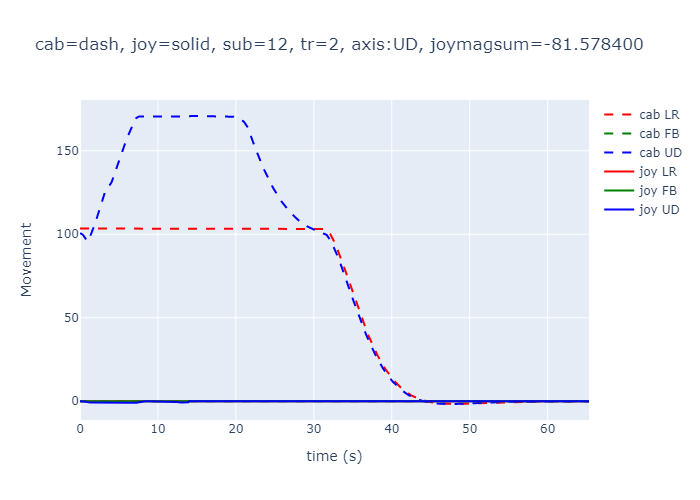 cab=dash, joy=solid, sub=12, tr=2, axis:UD, joymagsum=-81.578400
cab LR
cab FB
cab UD
joy LR
joy FB
joy UD
Movement
150
100
50
0
0 10 20 30 40 50 60
time (s)